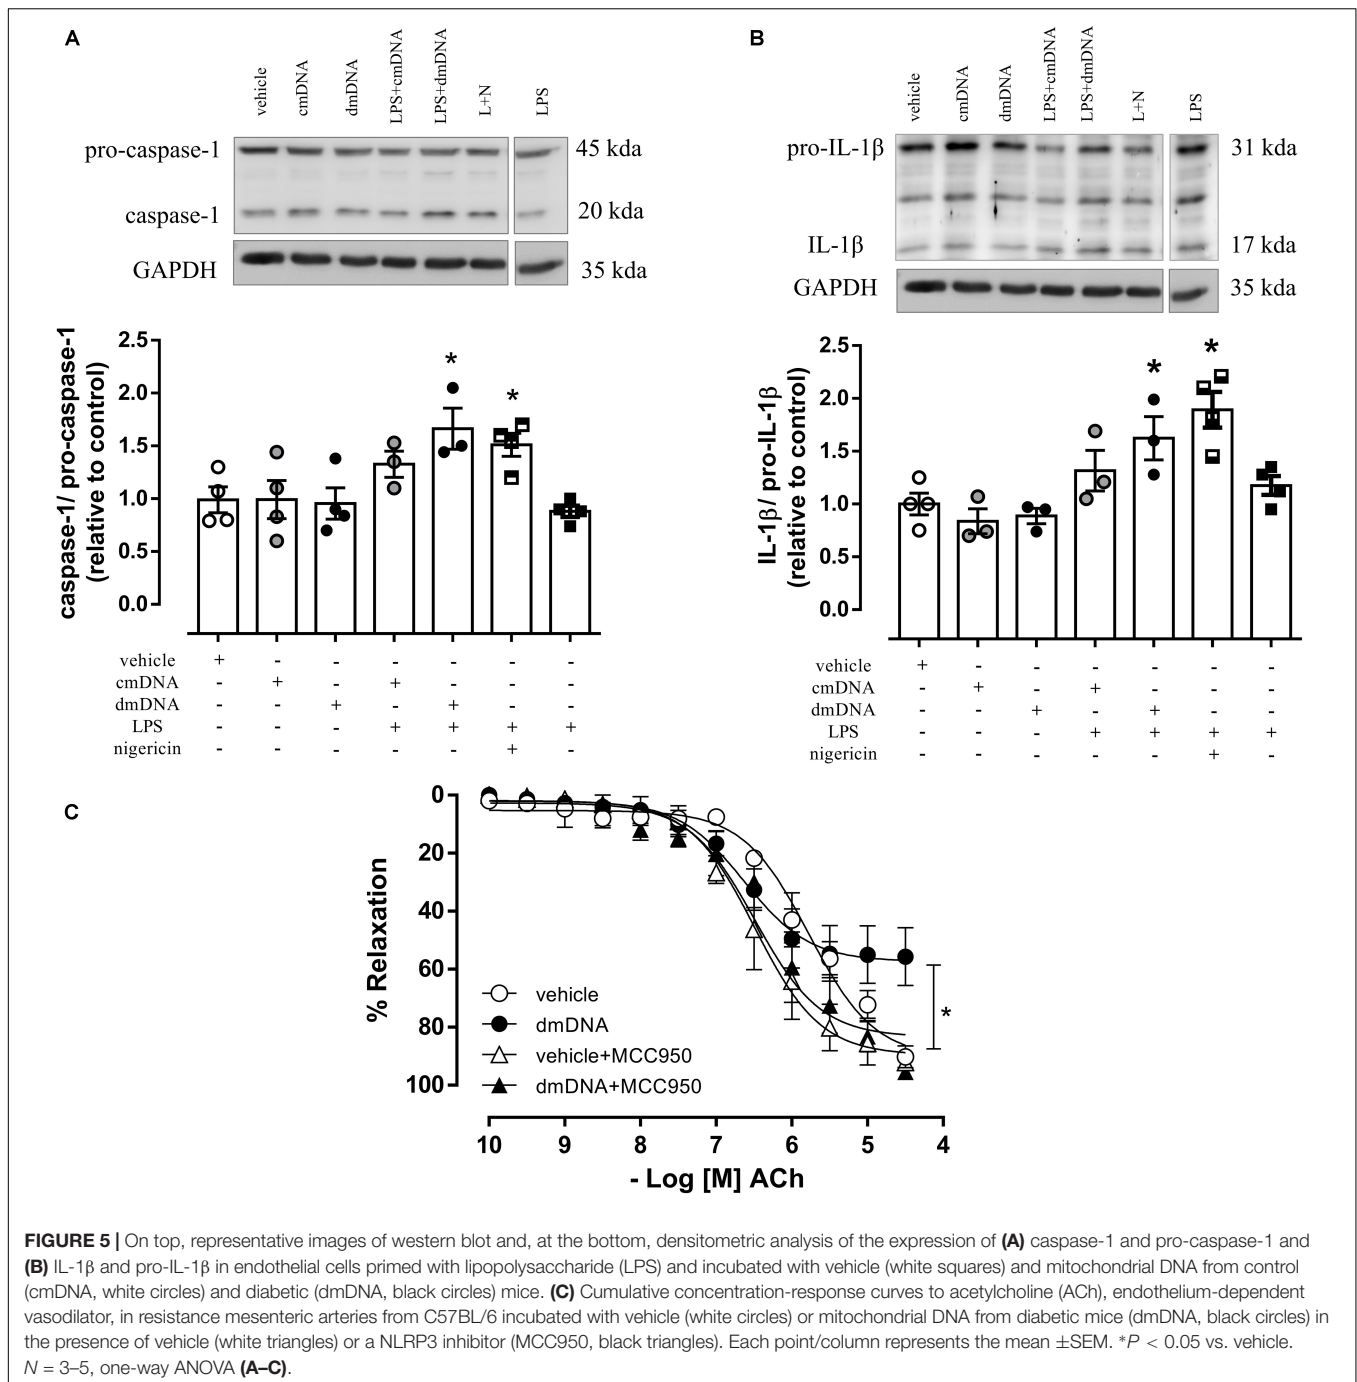 A
vehicle
cmDNA
dmDNA
LPS+cmDNA
LPS+dmDNA
L+N
LPS
pro-caspase-1 45 kda
caspase-1 20 kda
GAPDH 35 kda
caspase-1/ pro-caspase-1
(relative to control)
2.5
2.0
1.5
1.0
0.5
0.0
* *
vehicle + - - - - - -
cmDNA - + - + - - -
dmDNA - - + - + - -
LPS - - - + + + +
nigericin - - - - - + -
B
vehicle
cmDNA
dmDNA
LPS+cmDNA
LPS+dmDNA
L+N
LPS
pro-IL-1β 31 kda
IL-1β 17 kda
GAPDH 35 kda
IL-1β/ pro-IL-1β
(relative to control)
2.5
2.0
1.5
1.0
0.5
0.0
* *
vehicle + - - - - - -
cmDNA - + - + - - -
dmDNA - - + - + - -
LPS - - - + + + +
nigericin - - - - - + -
C
% Relaxation
0
20
40
60
80
100
vehicle
dmDNA
vehicle+MCC950
dmDNA+MCC950
*
10 9 8 7 6 5 4
- Log [M] ACh
FIGURE 5 | On top, representative images of western blot and, at the bottom, densitometric analysis of the expression of (A) caspase-1 and pro-caspase-1 and
(B) IL-1β and pro-IL-1β in endothelial cells primed with lipopolysaccharide (LPS) and incubated with vehicle (white squares) and mitochondrial DNA from control
(cmDNA, white circles) and diabetic (dmDNA, black circles) mice. (C) Cumulative concentration-response curves to acetylcholine (ACh), endothelium-dependent
vasodilator, in resistance mesenteric arteries from C57BL/6 incubated with vehicle (white circles) or mitochondrial DNA from diabetic mice (dmDNA, black circles) in
the presence of vehicle (white triangles) or a NLRP3 inhibitor (MCC950, black triangles). Each point/column represents the mean ±SEM. *P < 0.05 vs. vehicle.
N = 3–5, one-way ANOVA (A–C).